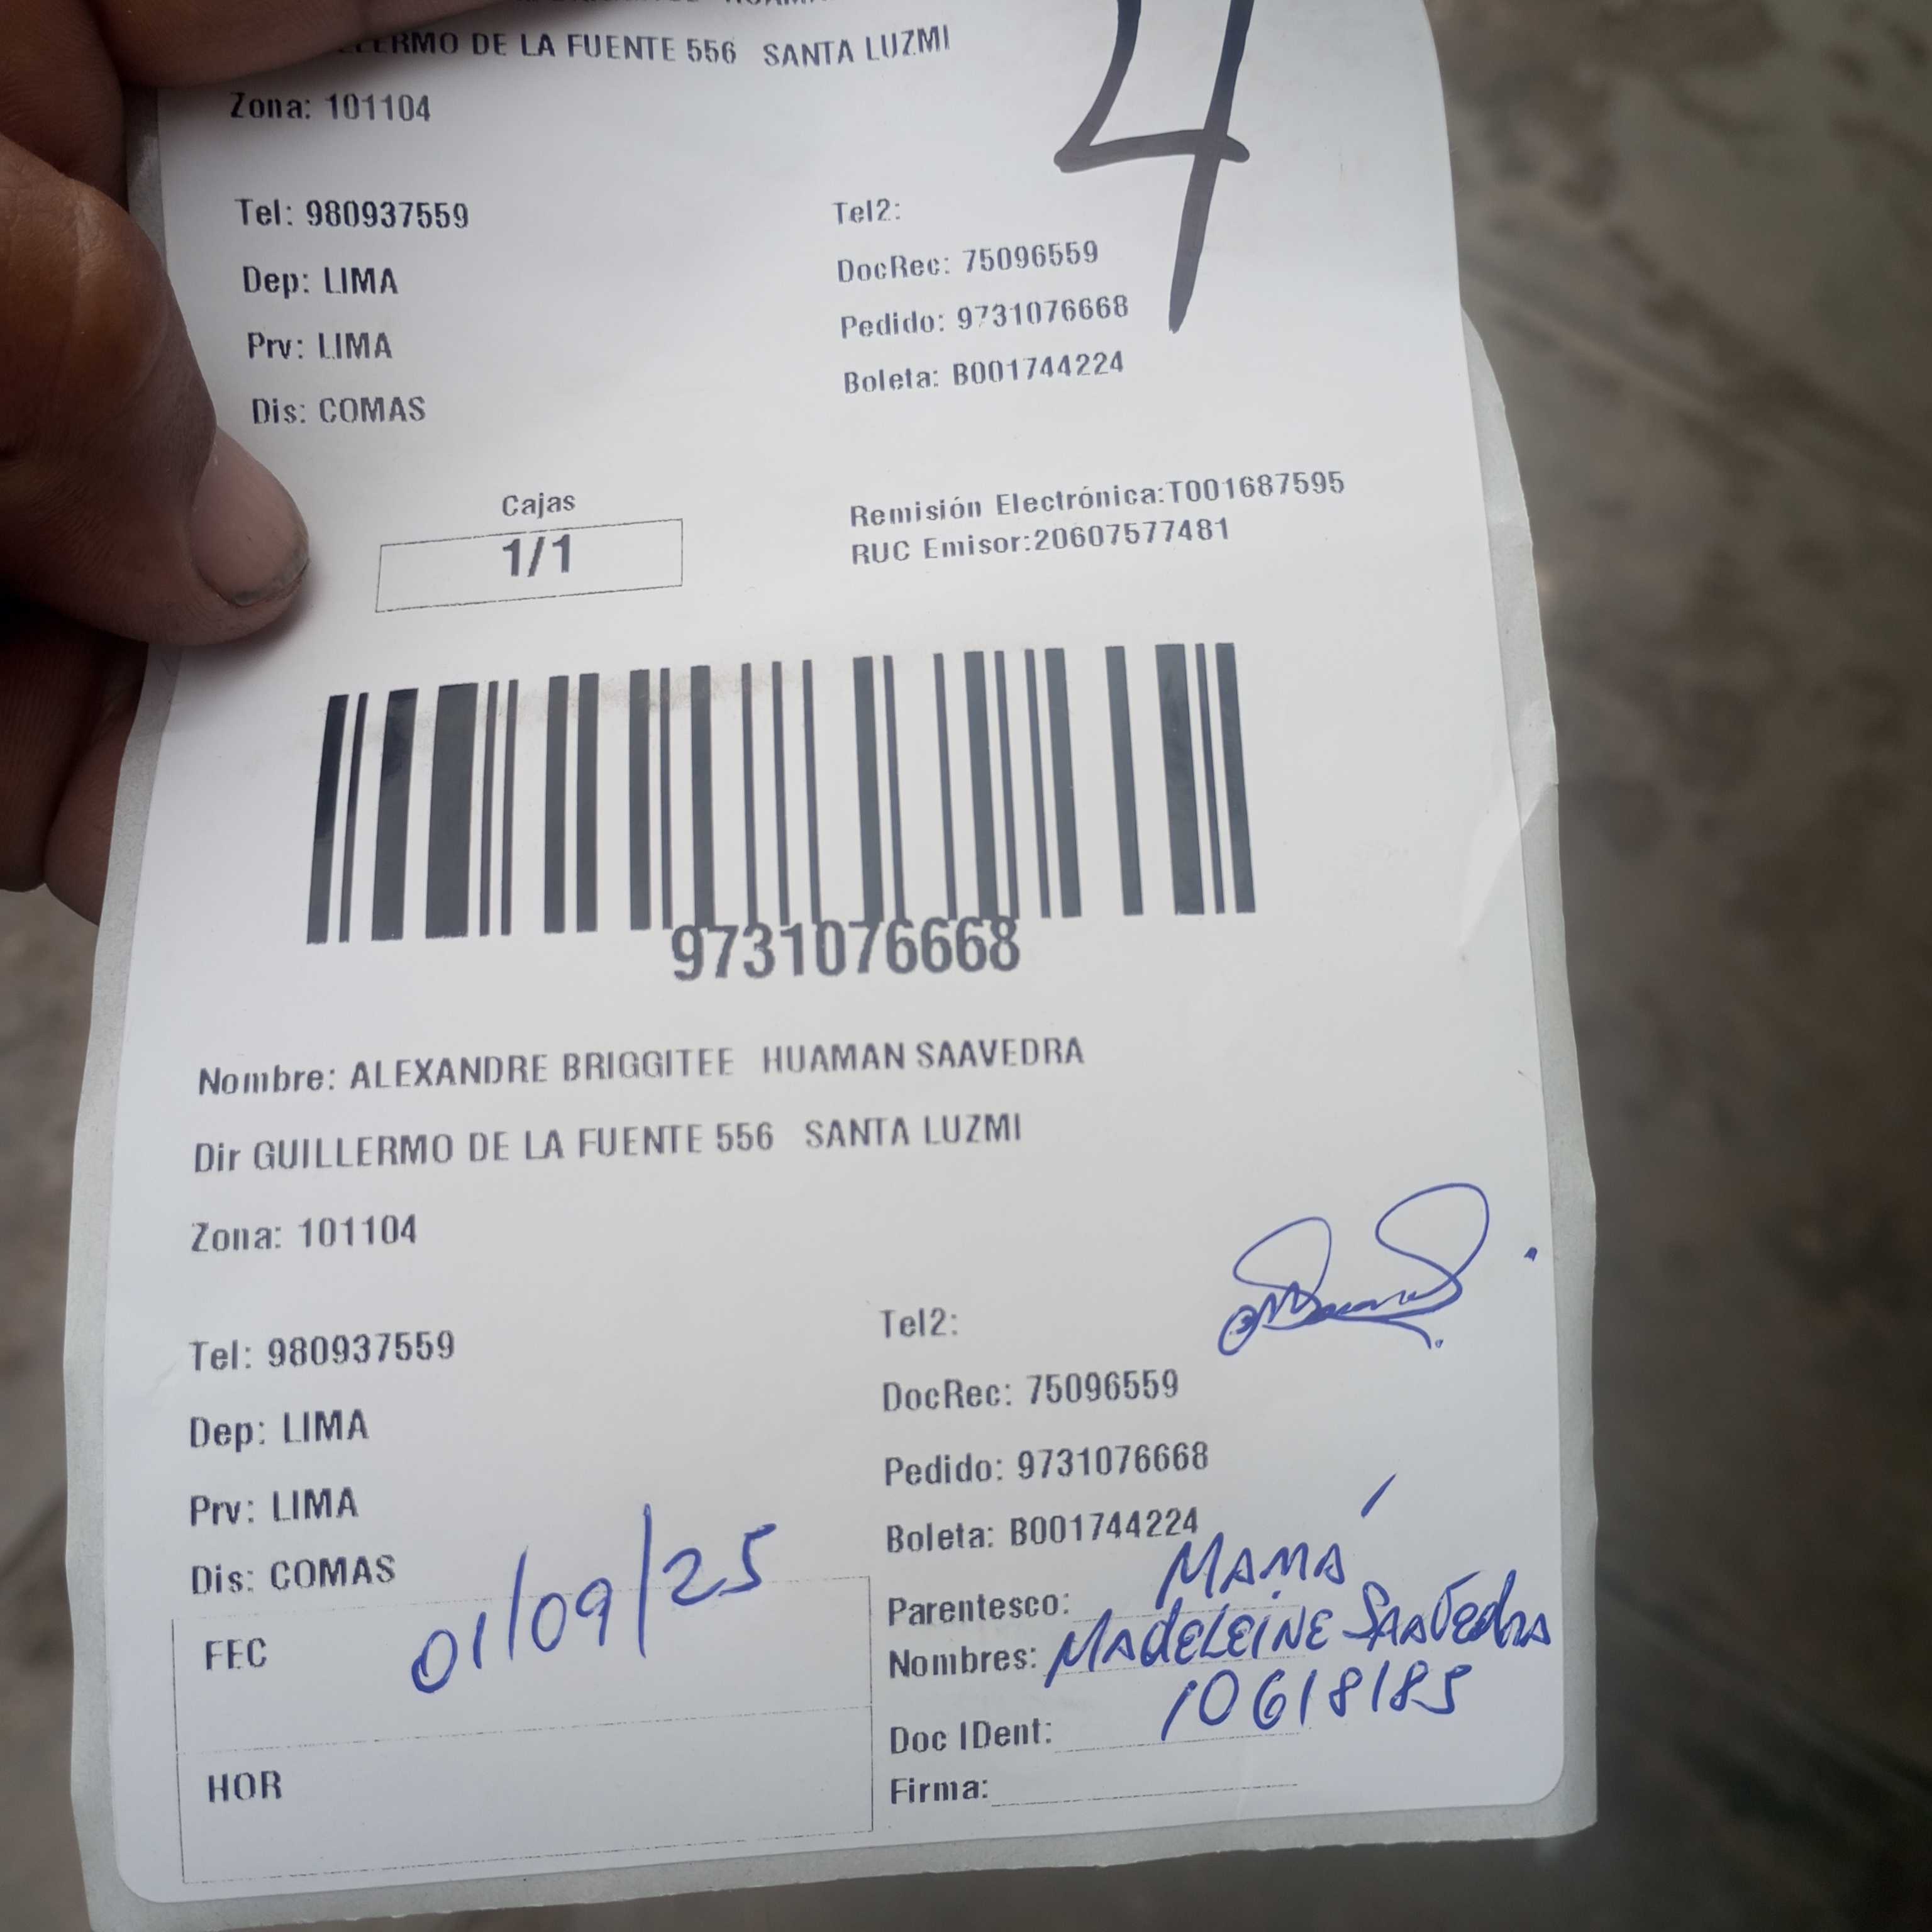 DE LA FUENTE 556 SANTA LUZMI
4
Zona: 101104
Tel: 980937559
Tel2:
Dep: LIMA
DocRec: 75096559
Prv: LIMA
Pedido: 9731076668
Dis: COMAS
Boleta: B001744224
Cajas
1/1
Remisión Electrónica:T001687595
RUC Emisor:20607577481
9731076668
Nombre: ALEXANDRE BRIGGITEE HUAMAN SAAVEDRA
Dir GUILLERMO DE LA FUENTE 556 SANTA LUZMI
Zona: 101104
Tel: 980937559
Tel2:
Dep: LIMA
DocRec: 75096559
Prv: LIMA
Pedido: 9731076668
Dis: COMAS
Boleta: B001744224
FEC 01/09/25
Parentesco: MAMÁ
Nombres: MADELEINE SAAVEDRA
Doc IDent: 10618185
HOR
Firma: